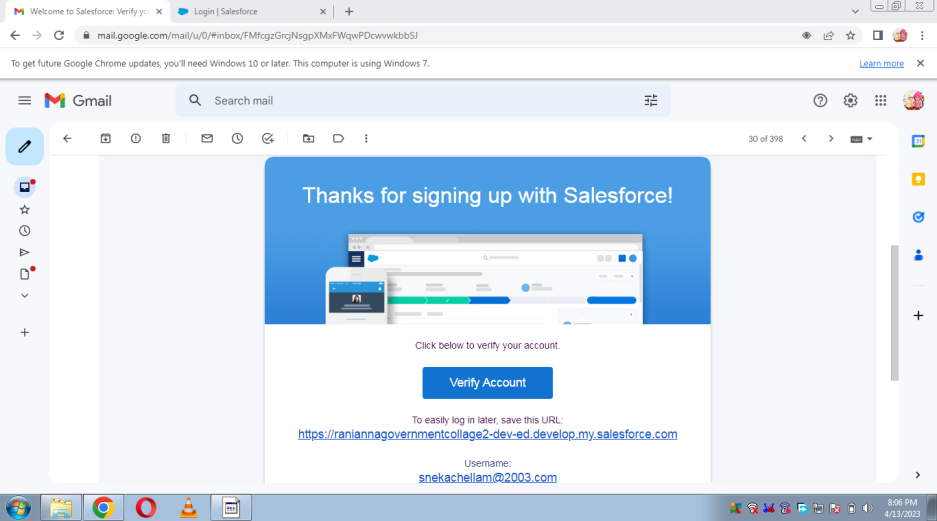 Welcome to Salesforce: Verify yo
Login | Salesforce
mail.google.com/mail/u/0/#inbox/FMfcgzGrcjNsgpXMxFWqwPDcwvwkbbSJ
To get future Google Chrome updates, you'll need Windows 10 or later. This computer is using Windows 7.
Learn more
Gmail
Search mail
30 of 398
Thanks for signing up with Salesforce!
Click below to verify your account.
Verify Account
To easily log in later, save this URL:
https://raniannagovernmentcollage2-dev-ed.develop.my.salesforce.com
Username:
snekachellam@2003.com
8:06 PM
4/13/2023